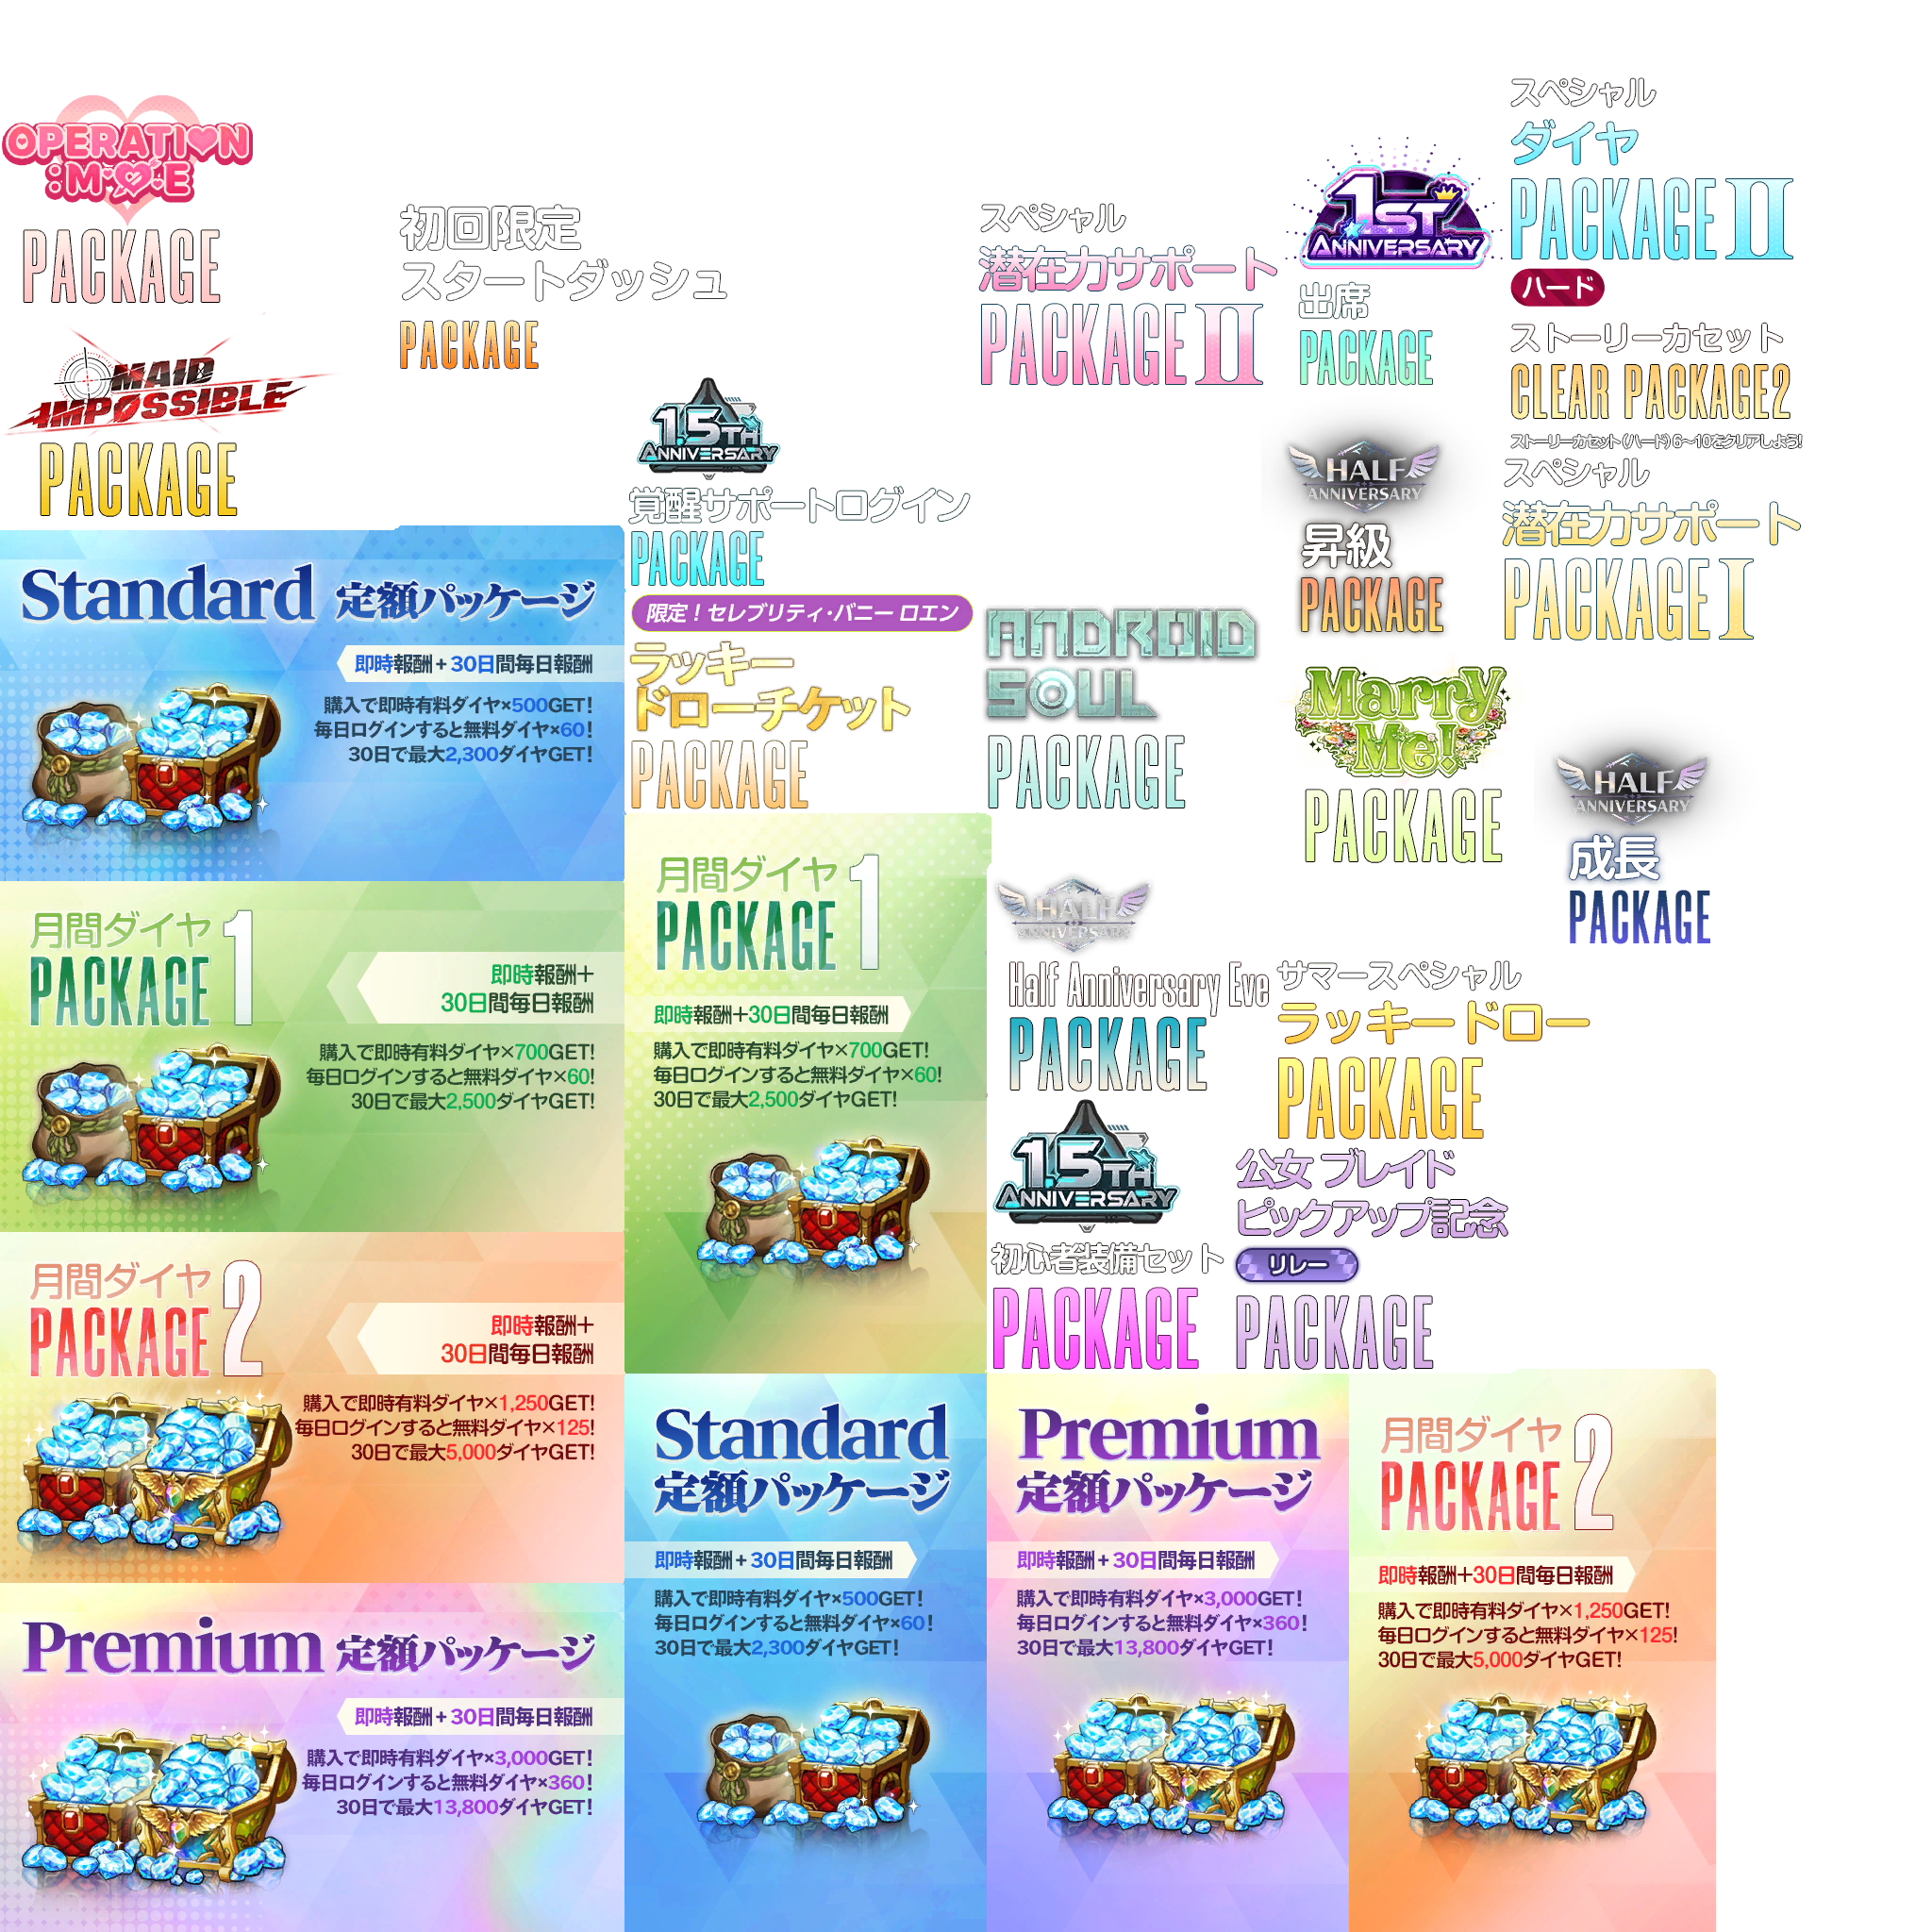 OPERATION
:MOE
PACKAGE
MAID
IMPOSSIBLE
PACKAGE
初回限定
スタートダッシュ
PACKAGE
1.5TH
ANNIVERSARY
覚醒サポートログイン
PACKAGE
限定！セレブリティ・バニー ロエン
ラッキー
ドローチケット
PACKAGE
スペシャル
潜在力サポート
PACKAGE II
1ST
ANNIVERSARY
出席
PACKAGE
スペシャル
ダイヤ
PACKAGE II
ハード
ストーリーカセット
CLEAR PACKAGE2
ストーリーカセット(ハード)6～10をクリアしよう!
スペシャル
潜在力サポート
PACKAGE I
HALF
ANNIVERSARY
昇級
PACKAGE
ANDROID
SOUL
PACKAGE
Marry
Me!
PACKAGE
HALF
ANNIVERSARY
成長
PACKAGE
HALF
ANNIVERSARY
Half Anniversary Eve
PACKAGE
サマースペシャル
ラッキードロー
PACKAGE
1.5TH
ANNIVERSARY
初心者装備セット
PACKAGE
公女 ブレイド
ピックアップ記念
リレー
PACKAGE
Standard 定額パッケージ
即時報酬+30日間毎日報酬
購入で即時有料ダイヤ×500GET!
毎日ログインすると無料ダイヤ×60!
30日で最大2,300ダイヤGET!
月間ダイヤ
PACKAGE 1
即時報酬+
30日間毎日報酬
購入で即時有料ダイヤ×700GET!
毎日ログインすると無料ダイヤ×60!
30日で最大2,500ダイヤGET!
月間ダイヤ
PACKAGE 2
即時報酬+
30日間毎日報酬
購入で即時有料ダイヤ×1,250GET!
毎日ログインすると無料ダイヤ×125!
30日で最大5,000ダイヤGET!
Premium 定額パッケージ
即時報酬+30日間毎日報酬
購入で即時有料ダイヤ×3,000GET!
毎日ログインすると無料ダイヤ×360!
30日で最大13,800ダイヤGET!
月間ダイヤ
PACKAGE 1
即時報酬+30日間毎日報酬
購入で即時有料ダイヤ×700GET!
毎日ログインすると無料ダイヤ×60!
30日で最大2,500ダイヤGET!
Standard
定額パッケージ
即時報酬+30日間毎日報酬
購入で即時有料ダイヤ×500GET!
毎日ログインすると無料ダイヤ×60!
30日で最大2,300ダイヤGET!
Premium
定額パッケージ
即時報酬+30日間毎日報酬
購入で即時有料ダイヤ×3,000GET!
毎日ログインすると無料ダイヤ×360!
30日で最大13,800ダイヤGET!
月間ダイヤ
PACKAGE 2
即時報酬+30日間毎日報酬
購入で即時有料ダイヤ×1,250GET!
毎日ログインすると無料ダイヤ×125!
30日で最大5,000ダイヤGET!